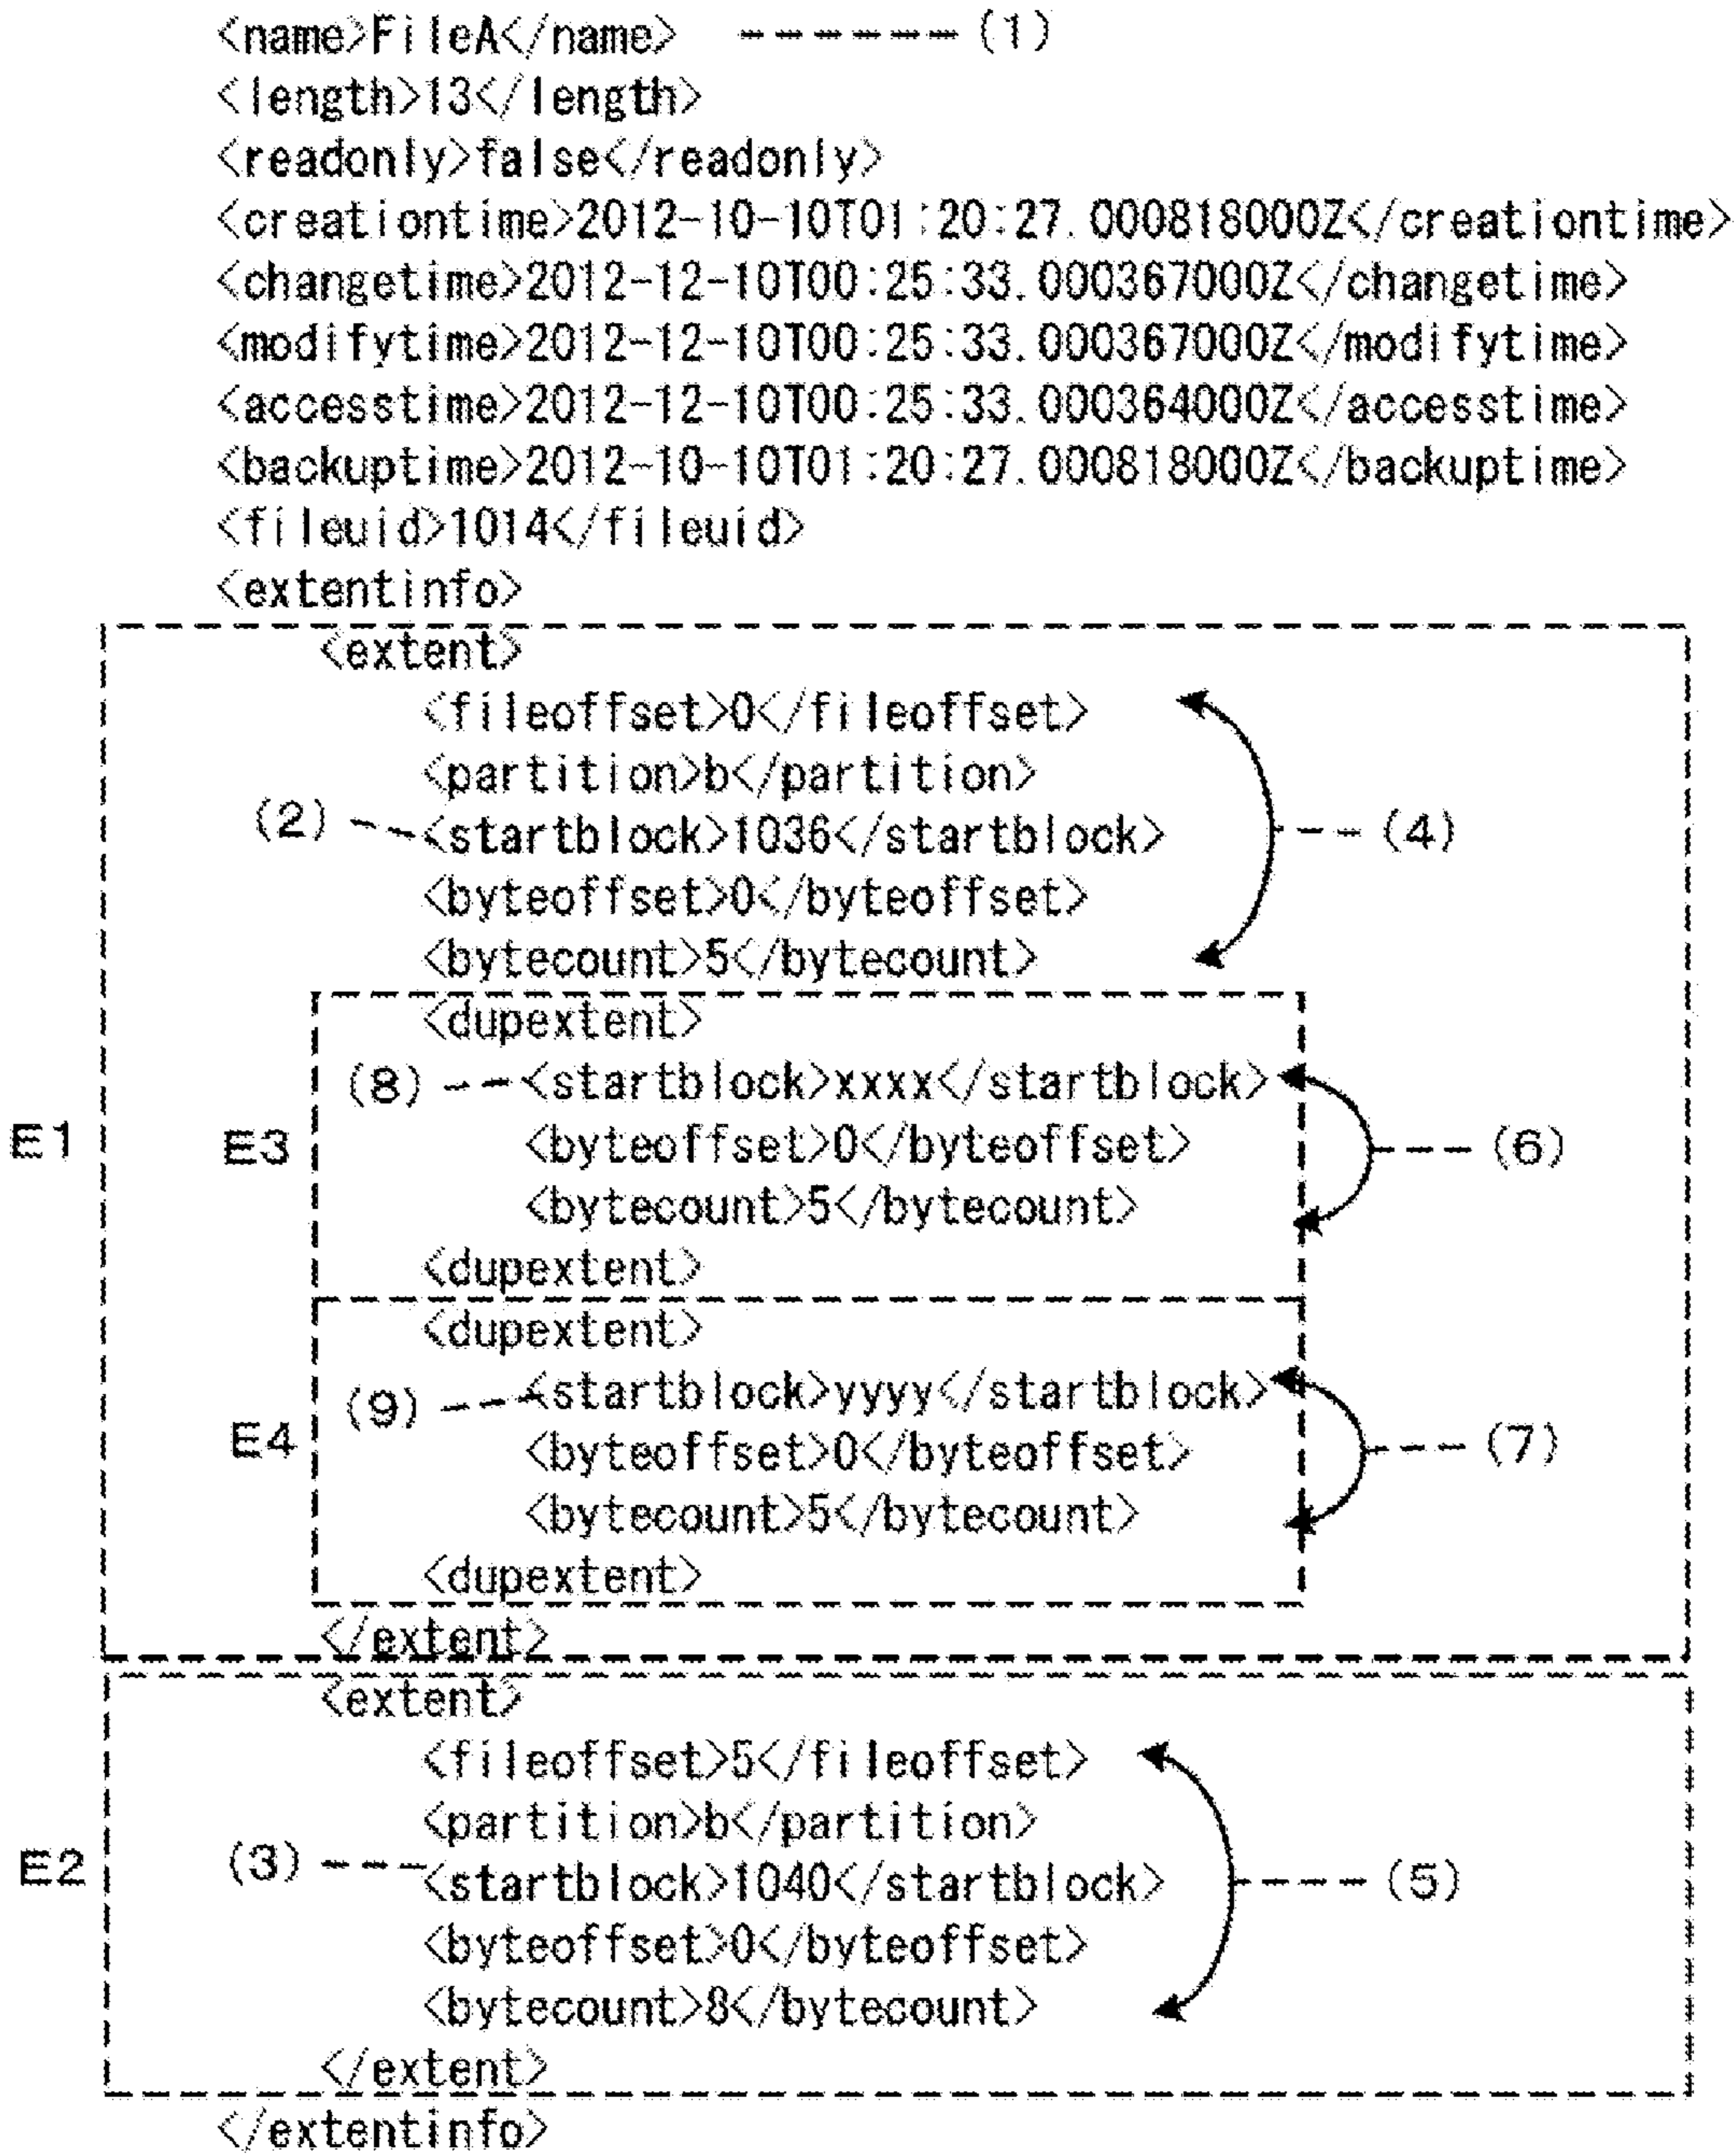 <name>FileA</name> (1)
<length>13</length>
<readonly>false</readonly>
<creationtime>2012-10-10T01:20:27.000818000Z</creationtime>
<changetime>2012-12-10T00:25:33.000367000Z</changetime>
<modifytime>2012-12-10T00:25:33.000367000Z</modifytime>
<accesstime>2012-12-10T00:25:33.000364000Z</accesstime>
<backuptime>2012-10-10T01:20:27.000818000Z</backuptime>
<fileuid>1014</fileuid>
<extentinfo>
<extent>
<fileoffset>0</fileoffset>
<partition>b</partition>
(2) <startblock>1036</startblock> (4)
<byteoffset>0</byteoffset>
<bytecount>5</bytecount>
<dupextent>
(8) <startblock>xxxx</startblock>
E1 E3 <byteoffset>0</byteoffset> (6)
<bytecount>5</bytecount>
<dupextent>
<dupextent>
(9) <startblock>yyyy</startblock>
E4 <byteoffset>0</byteoffset> (7)
<bytecount>5</bytecount>
<dupextent>
</extent>
<extent>
<fileoffset>5</fileoffset>
<partition>b</partition>
E2 (3) <startblock>1040</startblock> (5)
<byteoffset>0</byteoffset>
<bytecount>8</bytecount>
</extent>
</extentinfo>